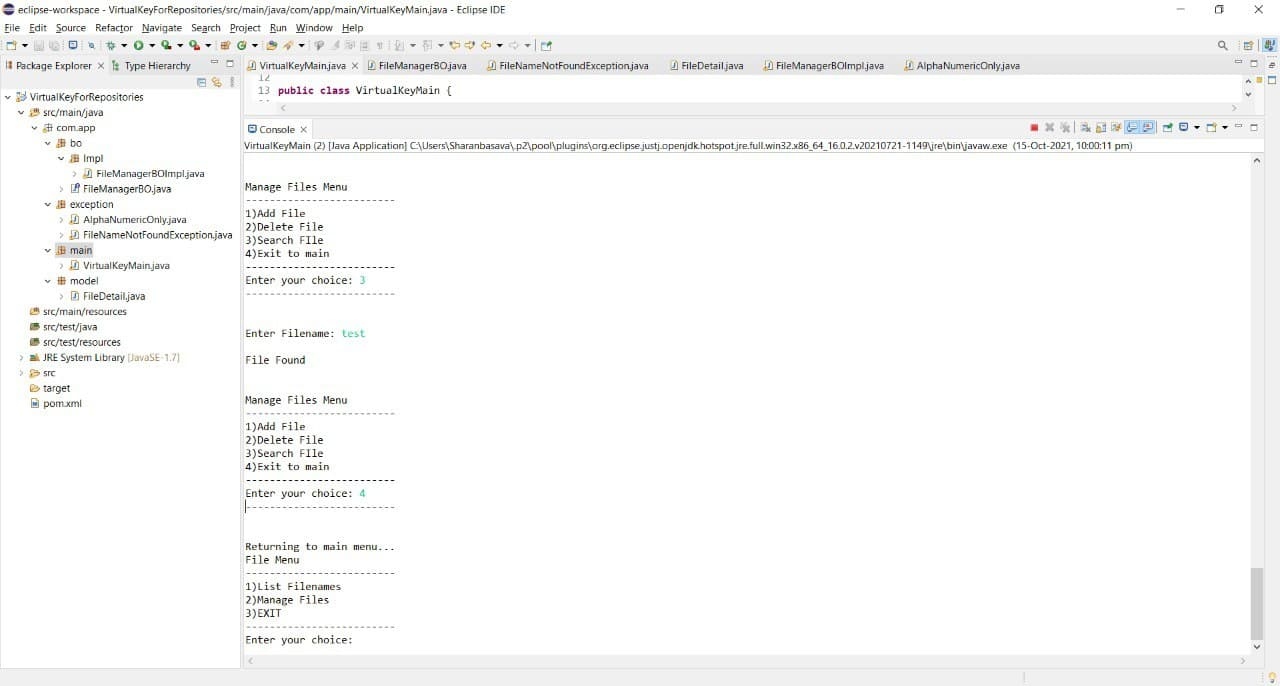 eclipse-workspace - VirtualKeyForRepositories/src/main/java/com/app/main/VirtualKeyMain.java - Eclipse IDE
File Edit Source Refactor Navigate Search Project Run Window Help
Package Explorer Type Hierarchy
VirtualKeyForRepositories
src/main/java
com.app
bo
Impl
FileManagerBOImpl.java
FileManagerBO.java
exception
AlphaNumericOnly.java
FileNameNotFoundException.java
main
VirtualKeyMain.java
model
FileDetail.java
src/main/resources
src/test/java
src/test/resources
JRE System Library [JavaSE-1.7]
src
target
pom.xml
VirtualKeyMain.java FileManagerBO.java FileNameNotFoundException.java FileDetail.java FileManagerBOImpl.java AlphaNumericOnly.java
12
13 public class VirtualKeyMain {
Console
VirtualKeyMain (2) [Java Application] C:\Users\Sharanbasava\.p2\pool\plugins\org.eclipse.justj.openjdk.hotspot.jre.full.win32.x86_64_16.0.2.v20210721-1149\jre\bin\javaw.exe (15-Oct-2021, 10:00:11 pm)
Manage Files Menu
-------------------------
1)Add File
2)Delete File
3)Search FIle
4)Exit to main
-------------------------
Enter your choice: 3
-------------------------
Enter Filename: test
File Found
Manage Files Menu
-------------------------
1)Add File
2)Delete File
3)Search FIle
4)Exit to main
-------------------------
Enter your choice: 4
-------------------------
Returning to main menu...
File Menu
-------------------------
1)List Filenames
2)Manage Files
3)EXIT
-------------------------
Enter your choice: